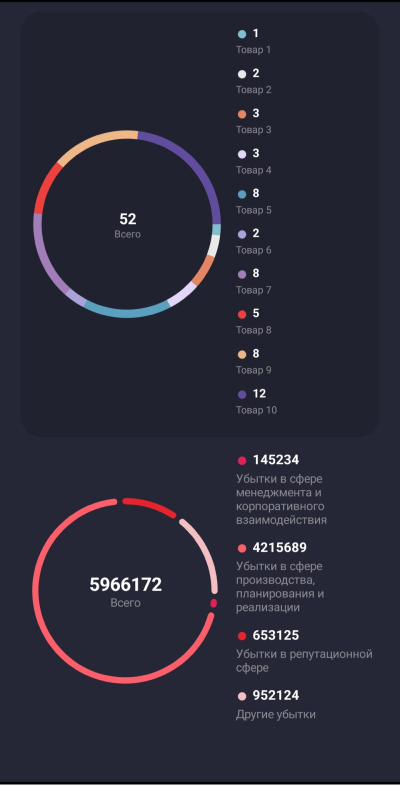 1
Товар 1
2
Товар 2
3
Товар 3
3
Товар 4
8
Товар 5
2
Товар 6
8
Товар 7
5
Товар 8
8
Товар 9
12
Товар 10
52
Всего
145234
Убытки в сфере
менеджмента и
корпоративного
взаимодействия
4215689
Убытки в сфере
производства,
планирования и
реализации
653125
Убытки в репутационной
сфере
952124
Другие убытки
5966172
Всего